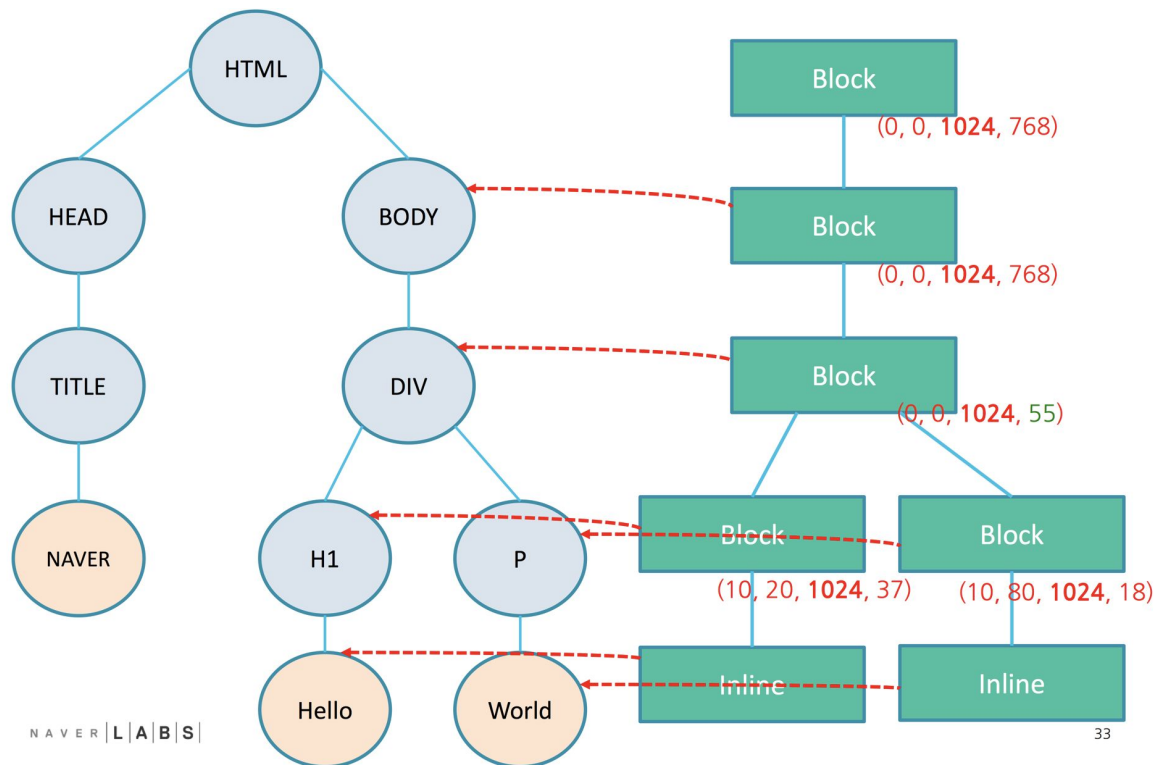 HTML
Block
(0, 0, 1024, 768)
HEAD
BODY
Block
(0, 0, 1024, 768)
TITLE
DIV
Block
(0, 0, 1024, 55)
NAVER
H1
P
Block
Block
(10, 20, 1024, 37)
(10, 80, 1024, 18)
Hello
World
Inline
Inline
NAVER LABS
33